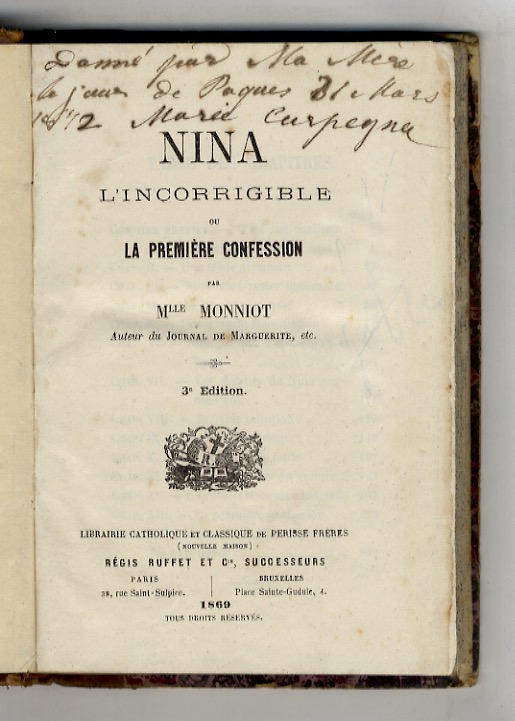 Donné par Ma Mère
le jour de Paques 31 Mars
1872 Marie Carpegna
NINA
L'INCORRIGIBLE
OU
LA PREMIÈRE CONFESSION
PAR
MLLE MONNIOT
Auteur du JOURNAL DE MARGUERITE, etc.
3e Edition.
LIBRAIRIE CATHOLIQUE ET CLASSIQUE DE PERISSE FRÈRES
(NOUVELLE MAISON)
RÉGIS RUFFET ET Cie, SUCCESSEURS
PARIS BRUXELLES
38, rue Saint-Sulpice. Place Sainte-Gudule, 4.
1869
TOUS DROITS RÉSERVÉS.